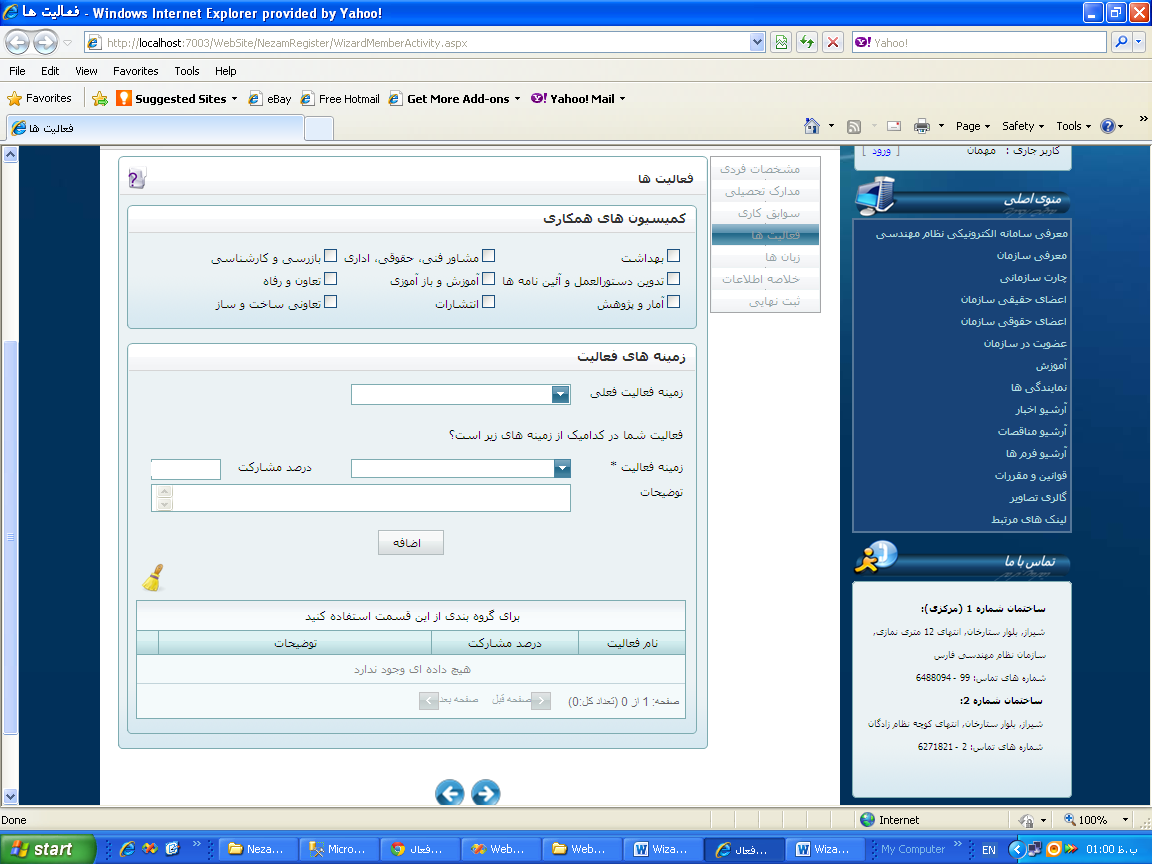 فعالیت ها - Windows Internet Explorer provided by Yahoo!
http://localhost:7003/WebSite/NezamRegister/WizardMemberActivity.aspx
Yahoo!
File Edit View Favorites Tools Help
Favorites Suggested Sites eBay Free Hotmail Get More Add-ons Yahoo! Mail
فعالیت ها
Page Safety Tools
کاربر جاری : مهمان [ ورود ]
منوی اصلی
معرفی سامانه الکترونیکی نظام مهندسی
معرفی سازمان
چارت سازمانی
اعضای حقیقی سازمان
اعضای حقوقی سازمان
عضویت در سازمان
آموزش
نمایندگی ها
آرشیو اخبار
آرشیو مناقصات
آرشیو فرم ها
قوانین و مقررات
گالری تصاویر
لینک های مرتبط
تماس با ما
ساختمان شماره 1 (مرکزی):
شیراز، بلوار ستارخان، انتهای 12 متری نمازی،
سازمان نظام مهندسی فارس
شماره های تماس: 99 - 6488094
ساختمان شماره 2:
شیراز، بلوار ستارخان، انتهای کوچه نظام زادگان
شماره های تماس: 2 - 6271821
مشخصات فردی
مدارک تحصیلی
سوابق کاری
فعالیت ها
زبان ها
خلاصه اطلاعات
ثبت نهایی
فعالیت ها
کمیسیون های همکاری
بهداشت مشاور فنی، حقوقی، اداری بازرسی و کارشناسی
تدوین دستورالعمل و آئین نامه ها آموزش و باز آموزی تعاون و رفاه
آمار و پژوهش انتشارات تعاونی ساخت و ساز
زمینه های فعالیت
زمینه فعالیت فعلی
فعالیت شما در کدامیک از زمینه های زیر است؟
زمینه فعالیت * درصد مشارکت
توضیحات
اضافه
برای گروه بندی از این قسمت استفاده کنید
نام فعالیت درصد مشارکت توضیحات
هیچ داده ای وجود ندارد
صفحه: 1 از 0 (تعداد کل:0) صفحه قبل صفحه بعد
Done Internet 100%
start Neza... Micro... فعال... Web... Web... Wiza... فعال... Wiza... My Computer EN 01:00 ب.ظ